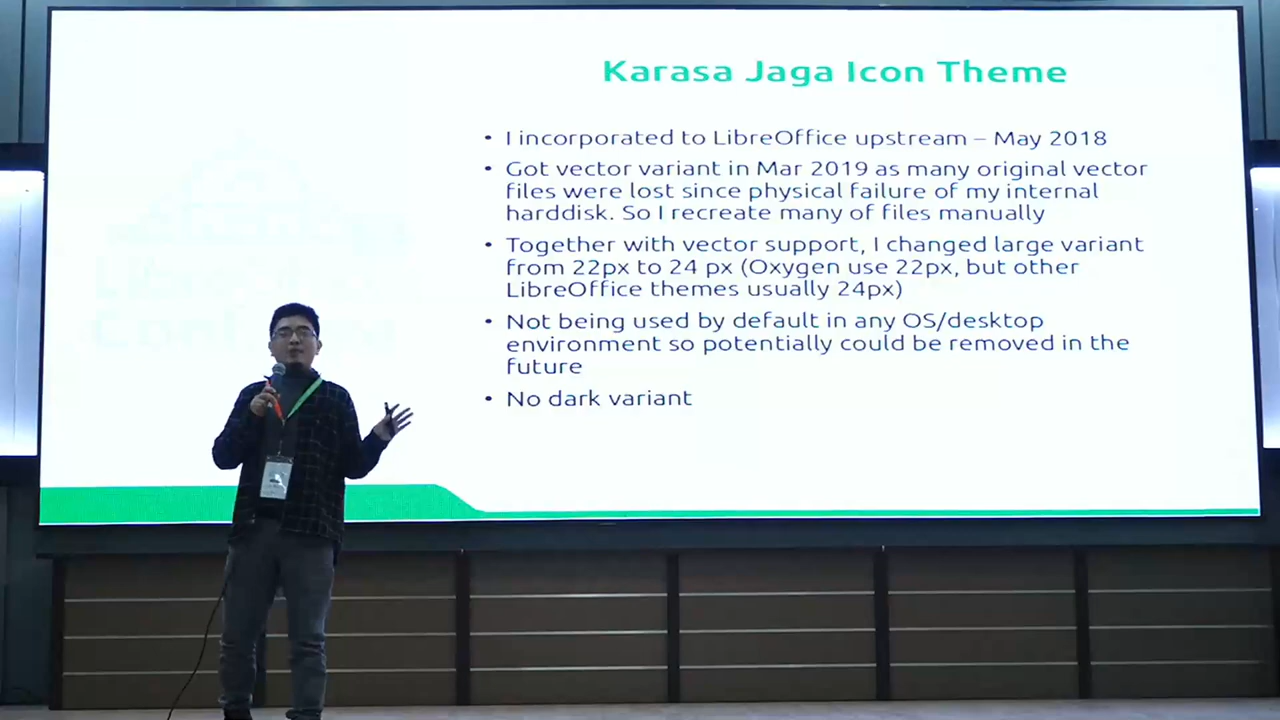 Karasa Jaga Icon Theme
• I incorporated to LibreOffice upstream – May 2018
• Got vector variant in Mar 2019 as many original vector
files were lost since physical failure of my internal
harddisk. So I recreate many of files manually
• Together with vector support, I changed large variant
from 22px to 24 px (Oxygen use 22px, but other
LibreOffice themes usually 24px)
• Not being used by default in any OS/desktop
environment so potentially could be removed in the
future
• No dark variant